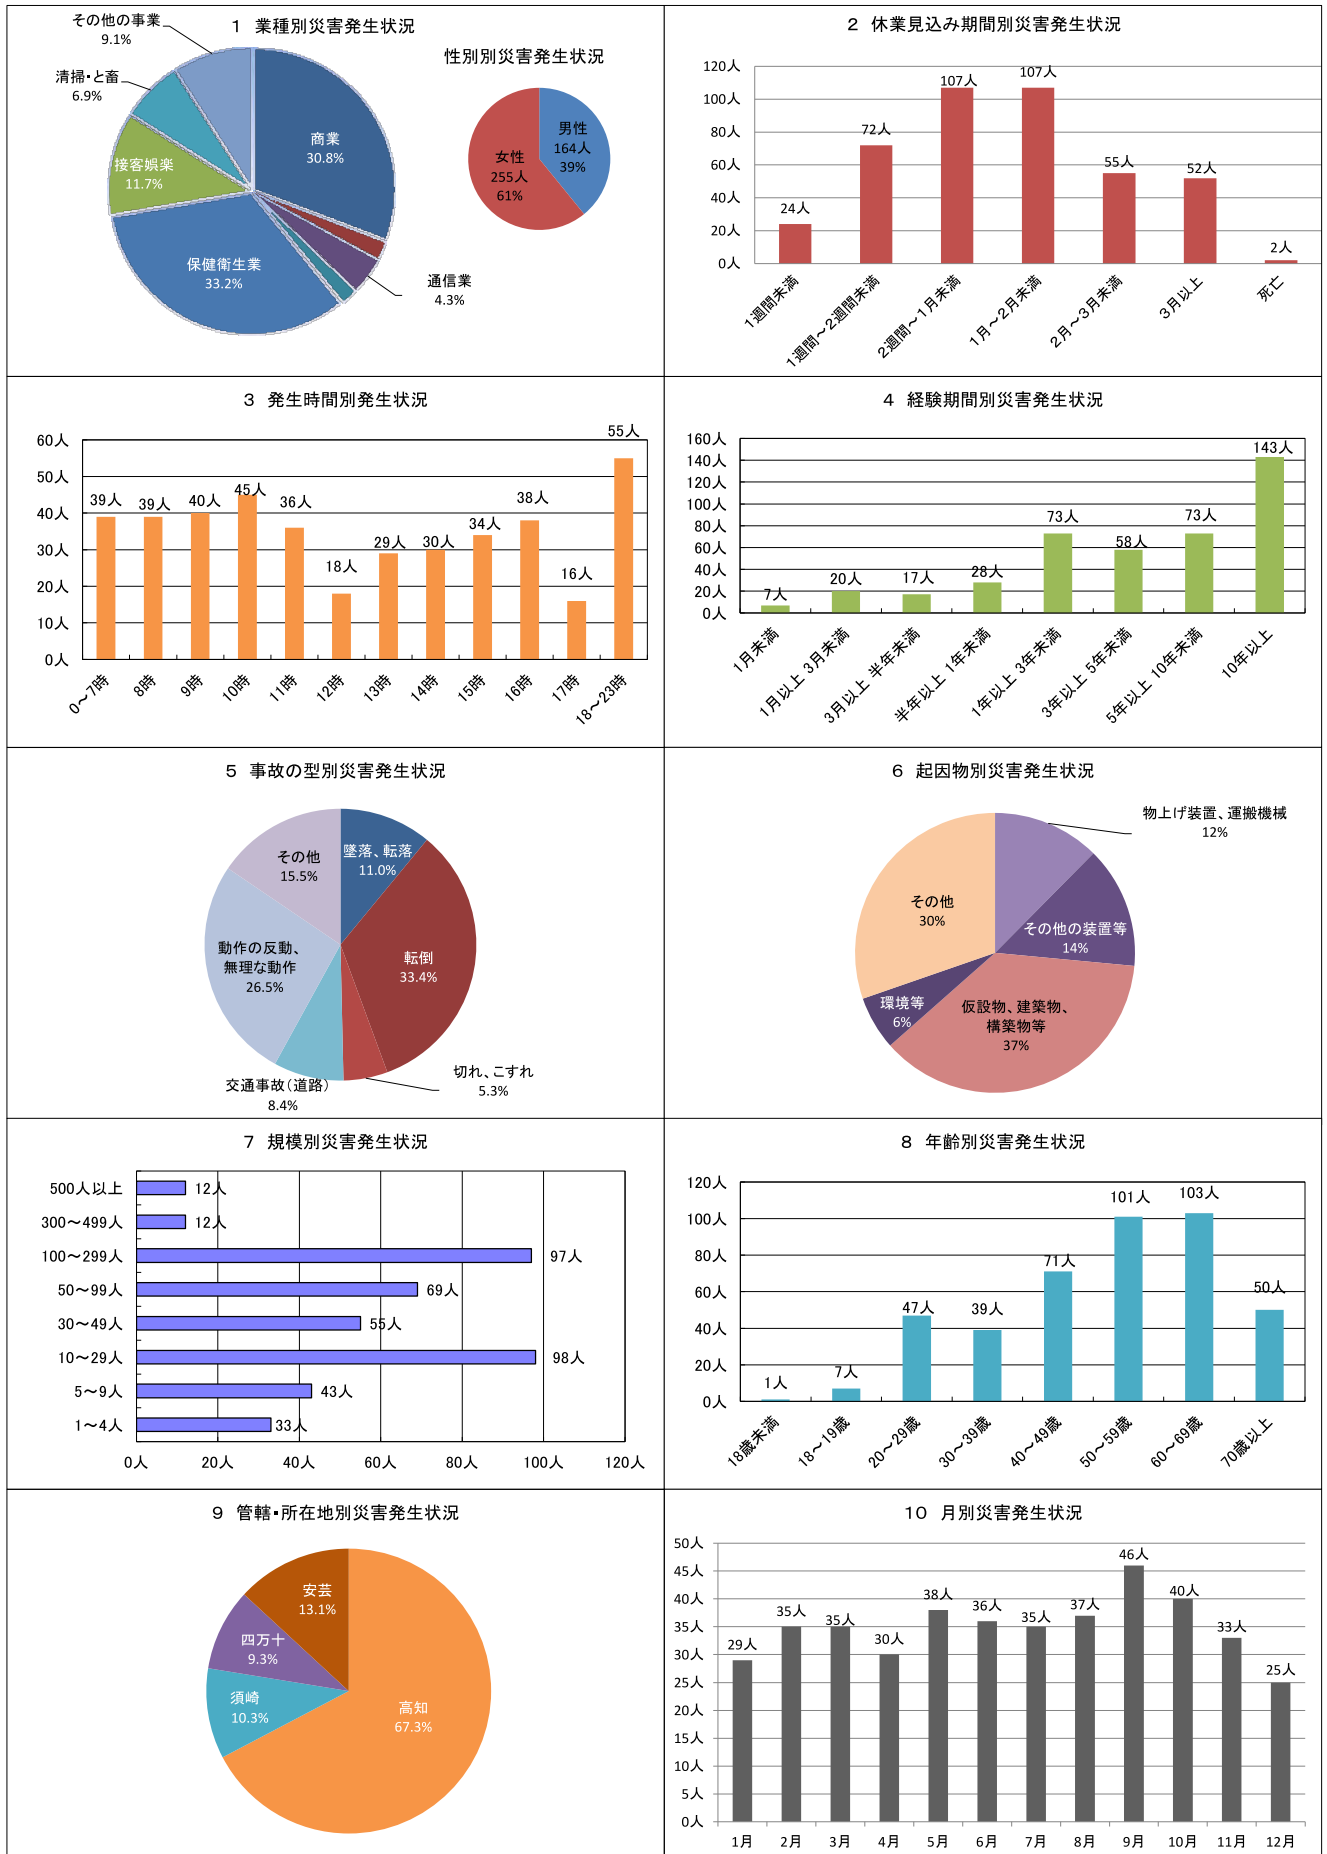 1 業種別災害発生状況
その他の事業
9.1%
清掃・と畜
6.9%
接客娯楽
11.7%
商業
30.8%
保健衛生業
33.2%
通信業
4.3%
性別別災害発生状況
男性
164人
39%
女性
255人
61%
2 休業見込み期間別災害発生状況
120人
100人
80人
60人
40人
20人
0人
24人
72人
107人
107人
55人
52人
2人
1週間未満
1週間～2週間未満
2週間～1月未満
1月～2月未満
2月～3月未満
3月以上
死亡
3 発生時間別発生状況
60人
50人
40人
30人
20人
10人
0人
39人
39人
40人
45人
36人
18人
29人
30人
34人
38人
16人
55人
0～7時
8時
9時
10時
11時
12時
13時
14時
15時
16時
17時
18～23時
4 経験期間別災害発生状況
160人
140人
120人
100人
80人
60人
40人
20人
0人
7人
20人
17人
28人
73人
58人
73人
143人
1月未満
1月以上 3月未満
3月以上 半年未満
半年以上 1年未満
1年以上 3年未満
3年以上 5年未満
5年以上 10年未満
10年以上
5 事故の型別災害発生状況
墜落、転落
11.0%
転倒
33.4%
切れ、こすれ
5.3%
交通事故（道路）
8.4%
動作の反動、
無理な動作
26.5%
その他
15.5%
6 起因物別災害発生状況
物上げ装置、運搬機械
12%
その他の装置等
14%
仮設物、建築物、
構築物等
37%
環境等
6%
その他
30%
7 規模別災害発生状況
500人以上
12人
300～499人
12人
100～299人
97人
50～99人
69人
30～49人
55人
10～29人
98人
5～9人
43人
1～4人
33人
0人
20人
40人
60人
80人
100人
120人
8 年齢別災害発生状況
120人
100人
80人
60人
40人
20人
0人
1人
7人
47人
39人
71人
101人
103人
50人
18歳未満
18～19歳
20～29歳
30～39歳
40～49歳
50～59歳
60～69歳
70歳以上
9 管轄・所在地別災害発生状況
安芸
13.1%
四万十
9.3%
須崎
10.3%
高知
67.3%
10 月別災害発生状況
50人
45人
40人
35人
30人
25人
20人
15人
10人
5人
0人
29人
35人
35人
30人
38人
36人
35人
37人
46人
40人
33人
25人
1月
2月
3月
4月
5月
6月
7月
8月
9月
10月
11月
12月